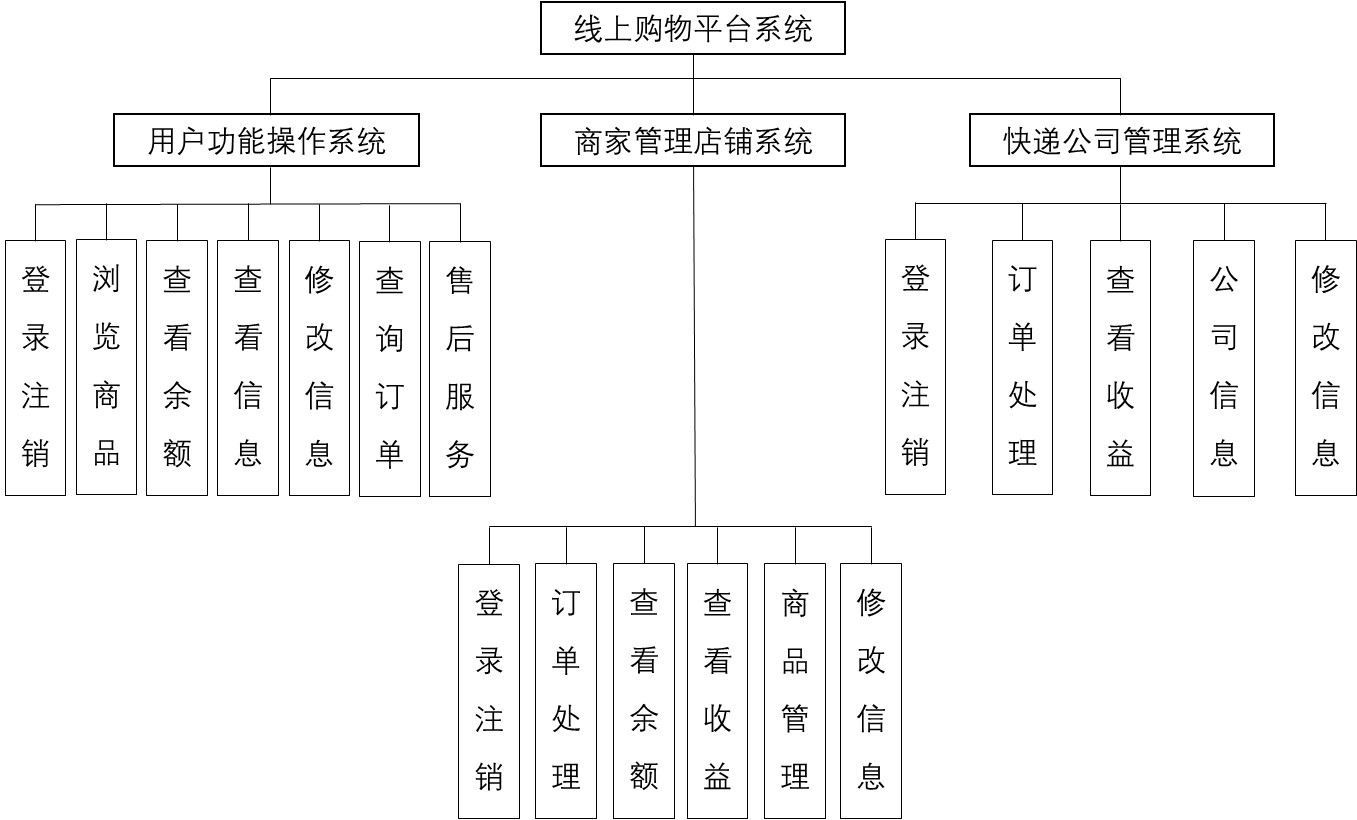 线上购物平台系统
用户功能操作系统
商家管理店铺系统
快递公司管理系统
登录注销
浏览商品
查看余额
查看信息
修改信息
查询订单
售后服务
登录注销
订单处理
查看收益
公司信息
修改信息
登录注销
订单处理
查看余额
查看收益
商品管理
修改信息